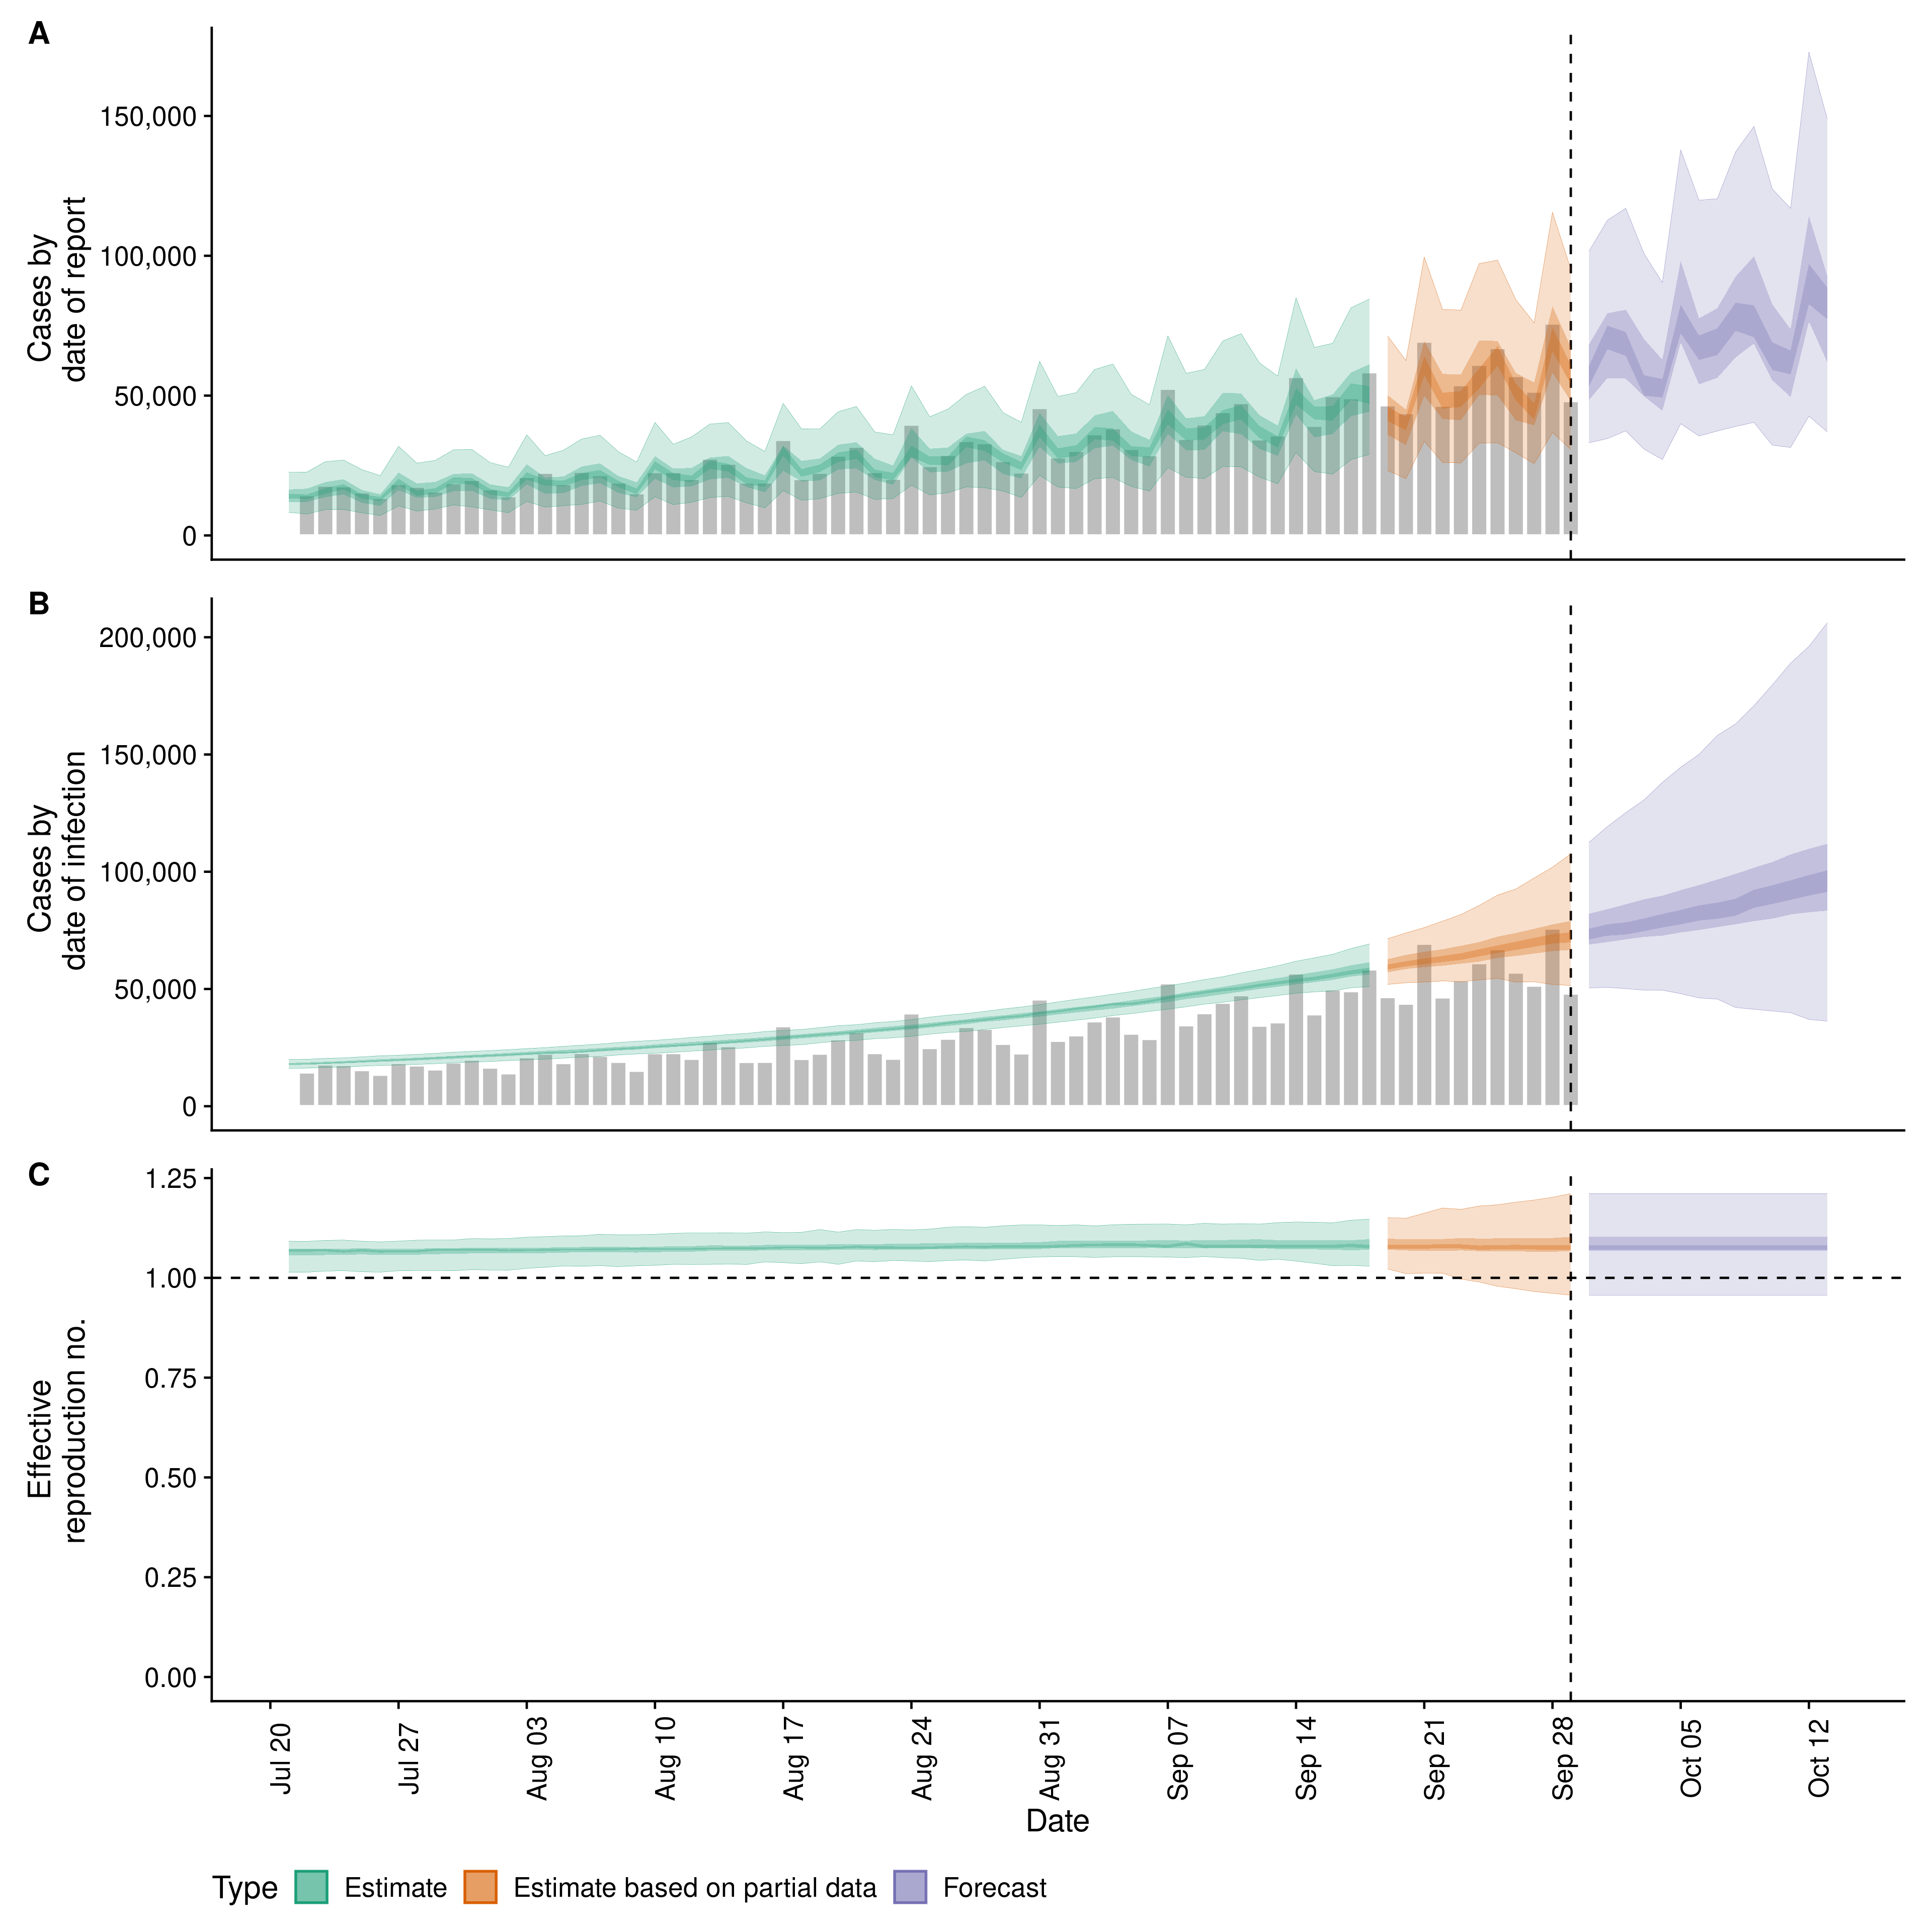 A
150,000
100,000
50,000
0
Cases by
date of report
B
200,000
150,000
100,000
50,000
0
Cases by
date of infection
C
1.25
1.00
0.75
0.50
0.25
0.00
Effective
reproduction no.
Jul 20
Jul 27
Aug 03
Aug 10
Aug 17
Aug 24
Aug 31
Sep 07
Sep 14
Sep 21
Sep 28
Oct 05
Oct 12
Date
Type Estimate Estimate based on partial data Forecast